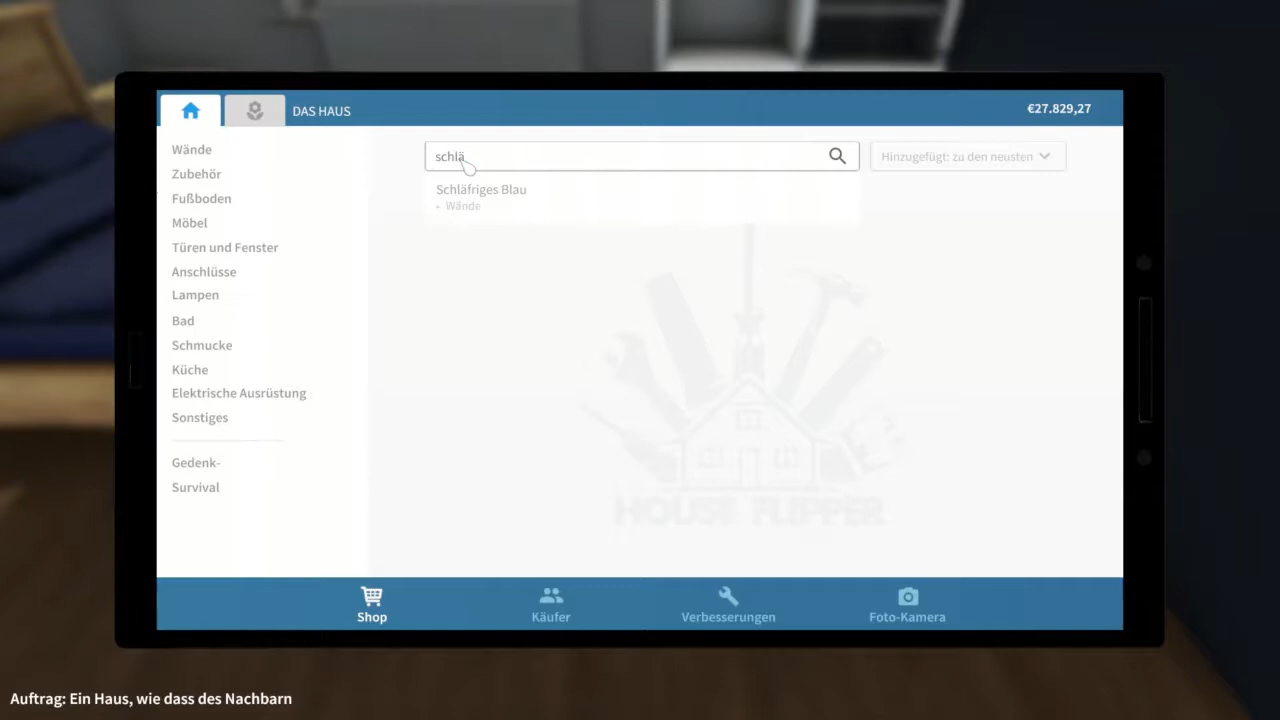 DAS HAUS
€27.829,27
schlä
Hinzugefügt: zu den neusten
Schläfriges Blau
• Wände
Wände
Zubehör
Fußboden
Möbel
Türen und Fenster
Anschlüsse
Lampen
Bad
Schmucke
Küche
Elektrische Ausrüstung
Sonstiges
Gedenk-
Survival
HOUSE FLIPPER
Shop
Käufer
Verbesserungen
Foto-Kamera
Auftrag: Ein Haus, wie dass des Nachbarn